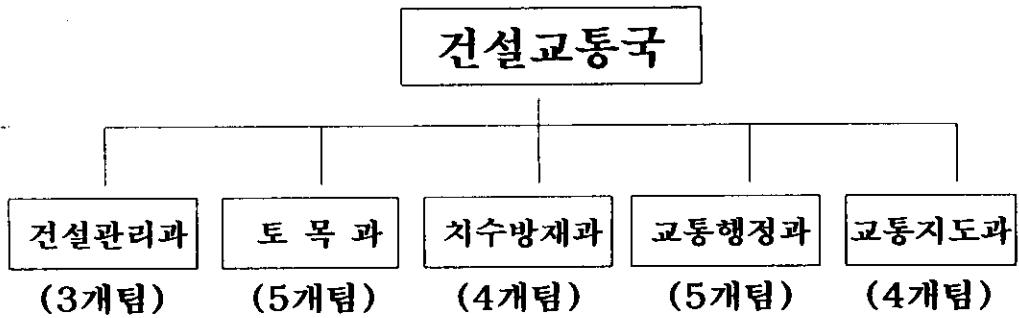 건설교통국
건설관리과 토 목 과 치수방재과 교통행정과 교통지도과
(3개팀) (5개팀) (4개팀) (5개팀) (4개팀)